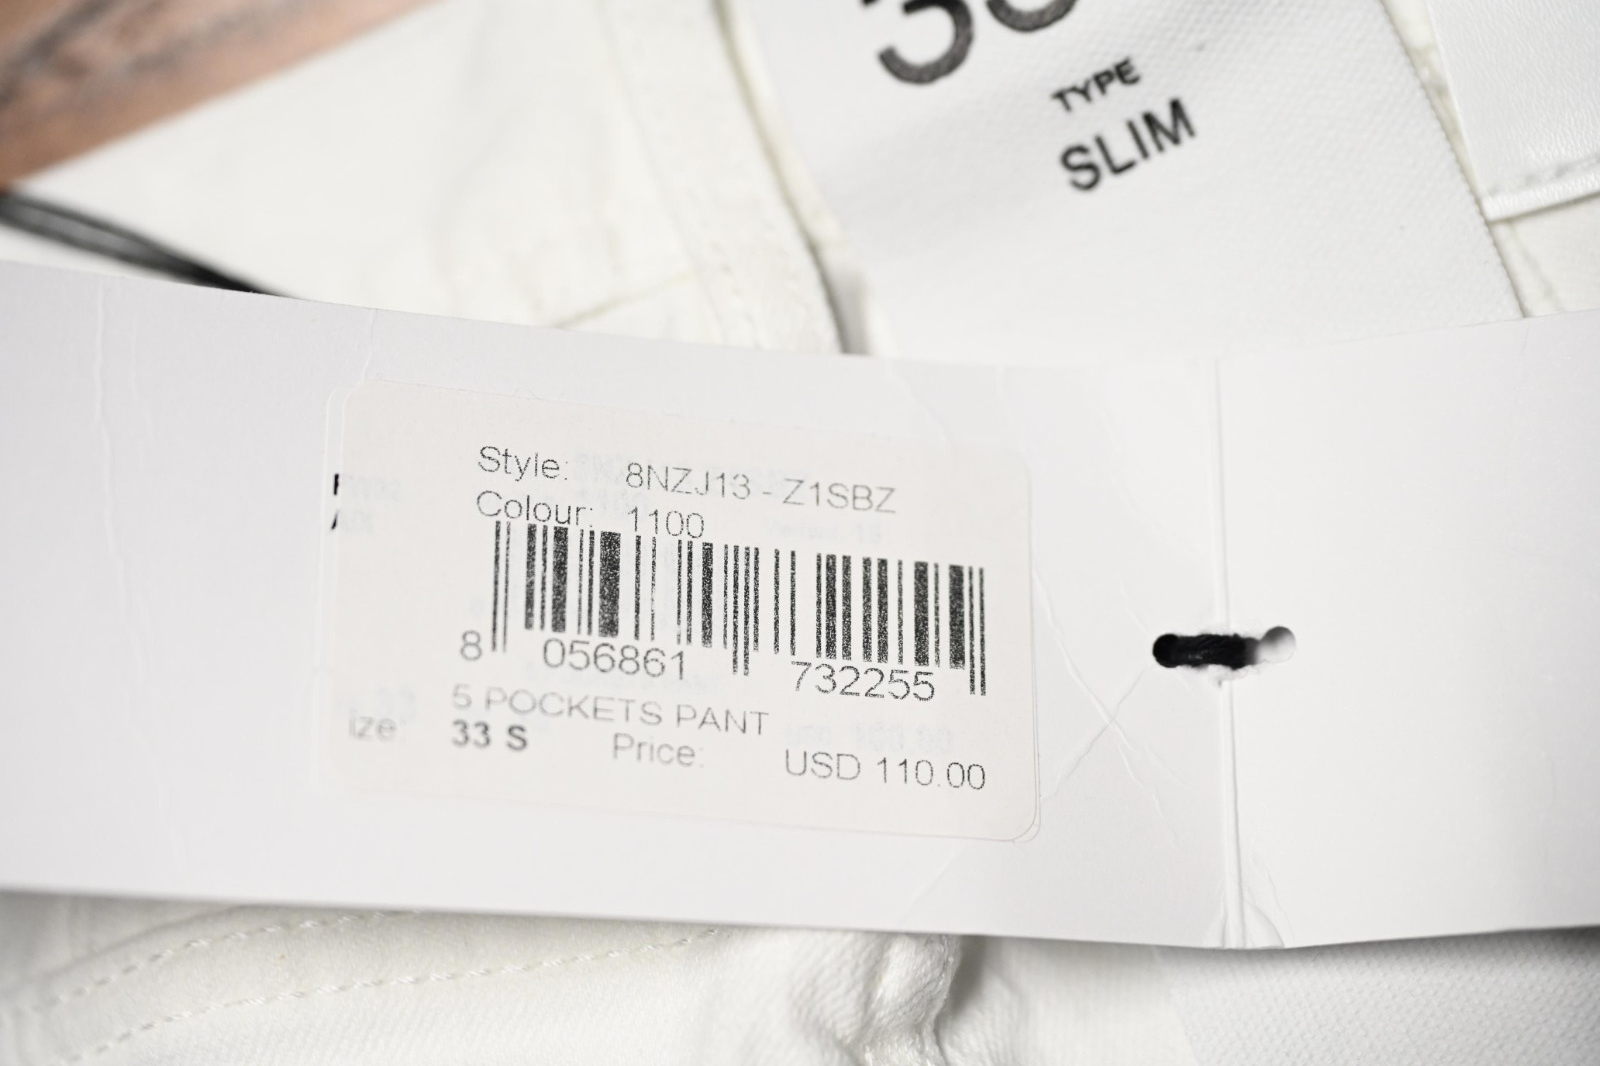 TYPE
SLIM
Style: 8NZJ13 - Z1SBZ
Colour: 1100
8 056861 732255
5 POCKETS PANT
ize: 33 S Price: USD 110.00